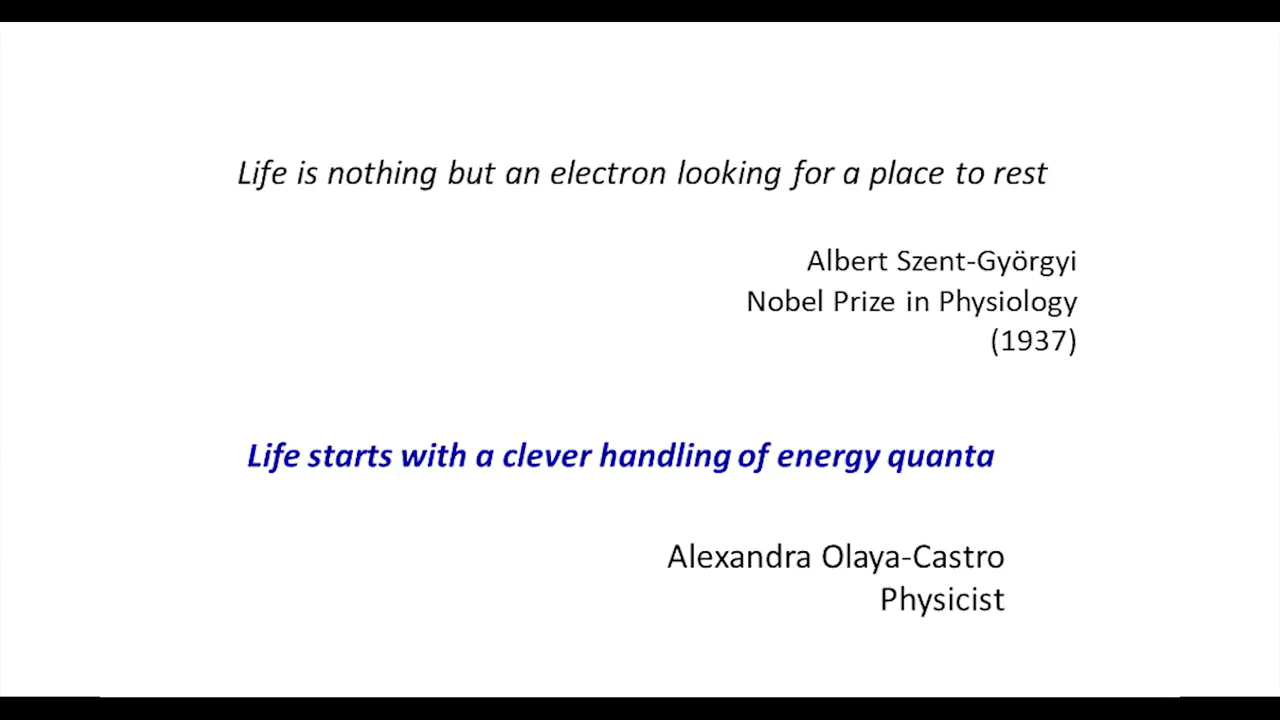 Life is nothing but an electron looking for a place to rest
Albert Szent-Györgyi
Nobel Prize in Physiology
(1937)
Life starts with a clever handling of energy quanta
Alexandra Olaya-Castro
Physicist